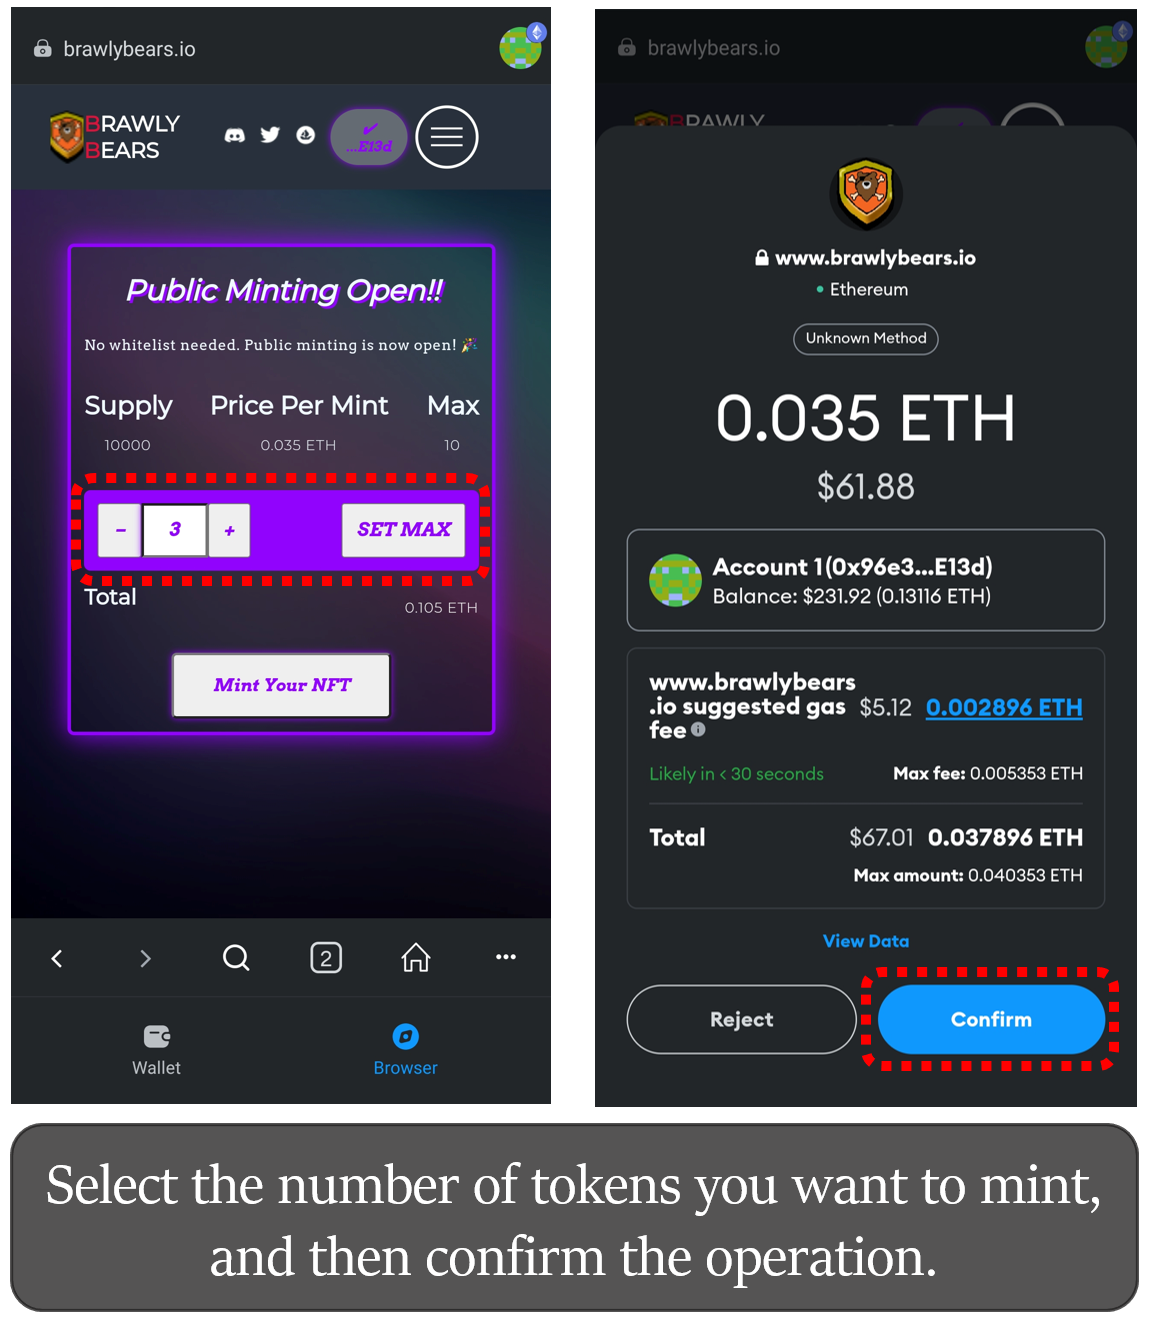 brawlybears.io
BRAWLY
BEARS
✔
...E13d
Public Minting Open!!
No whitelist needed. Public minting is now open! 🎉
Supply Price Per Mint Max
10000 0.035 ETH 10
- 3 + SET MAX
Total
0.105 ETH
Mint Your NFT
2
Wallet Browser
brawlybears.io
BRAWLY
www.brawlybears.io
Ethereum
Unknown Method
0.035 ETH
$61.88
Account 1(0x96e3...E13d)
Balance: $231.92 (0.13116 ETH)
www.brawlybears
.io suggested gas $5.12 0.002896 ETH
fee
Likely in < 30 seconds Max fee: 0.005353 ETH
Total $67.01 0.037896 ETH
Max amount: 0.040353 ETH
View Data
Reject Confirm
Select the number of tokens you want to mint,
and then confirm the operation.